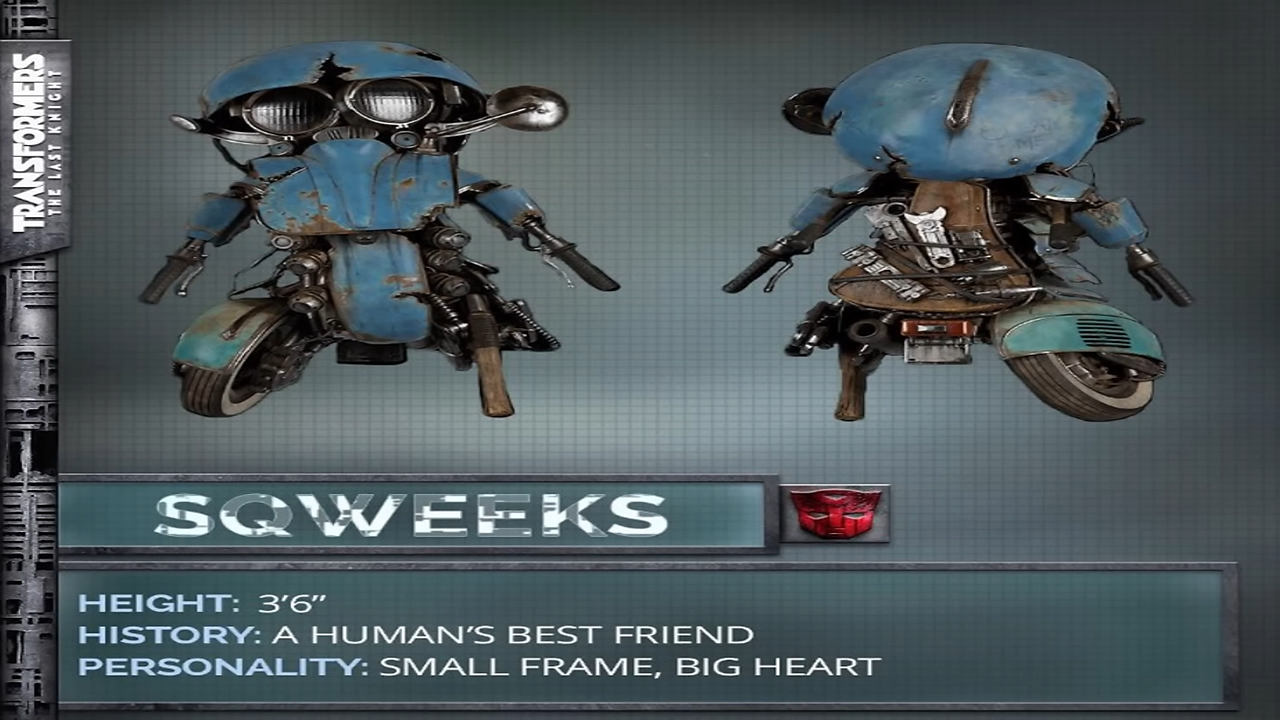 TRANSFORMERS
THE LAST KNIGHT
SQWEEKS
HEIGHT: 3'6”
HISTORY: A HUMAN'S BEST FRIEND
PERSONALITY: SMALL FRAME, BIG HEART